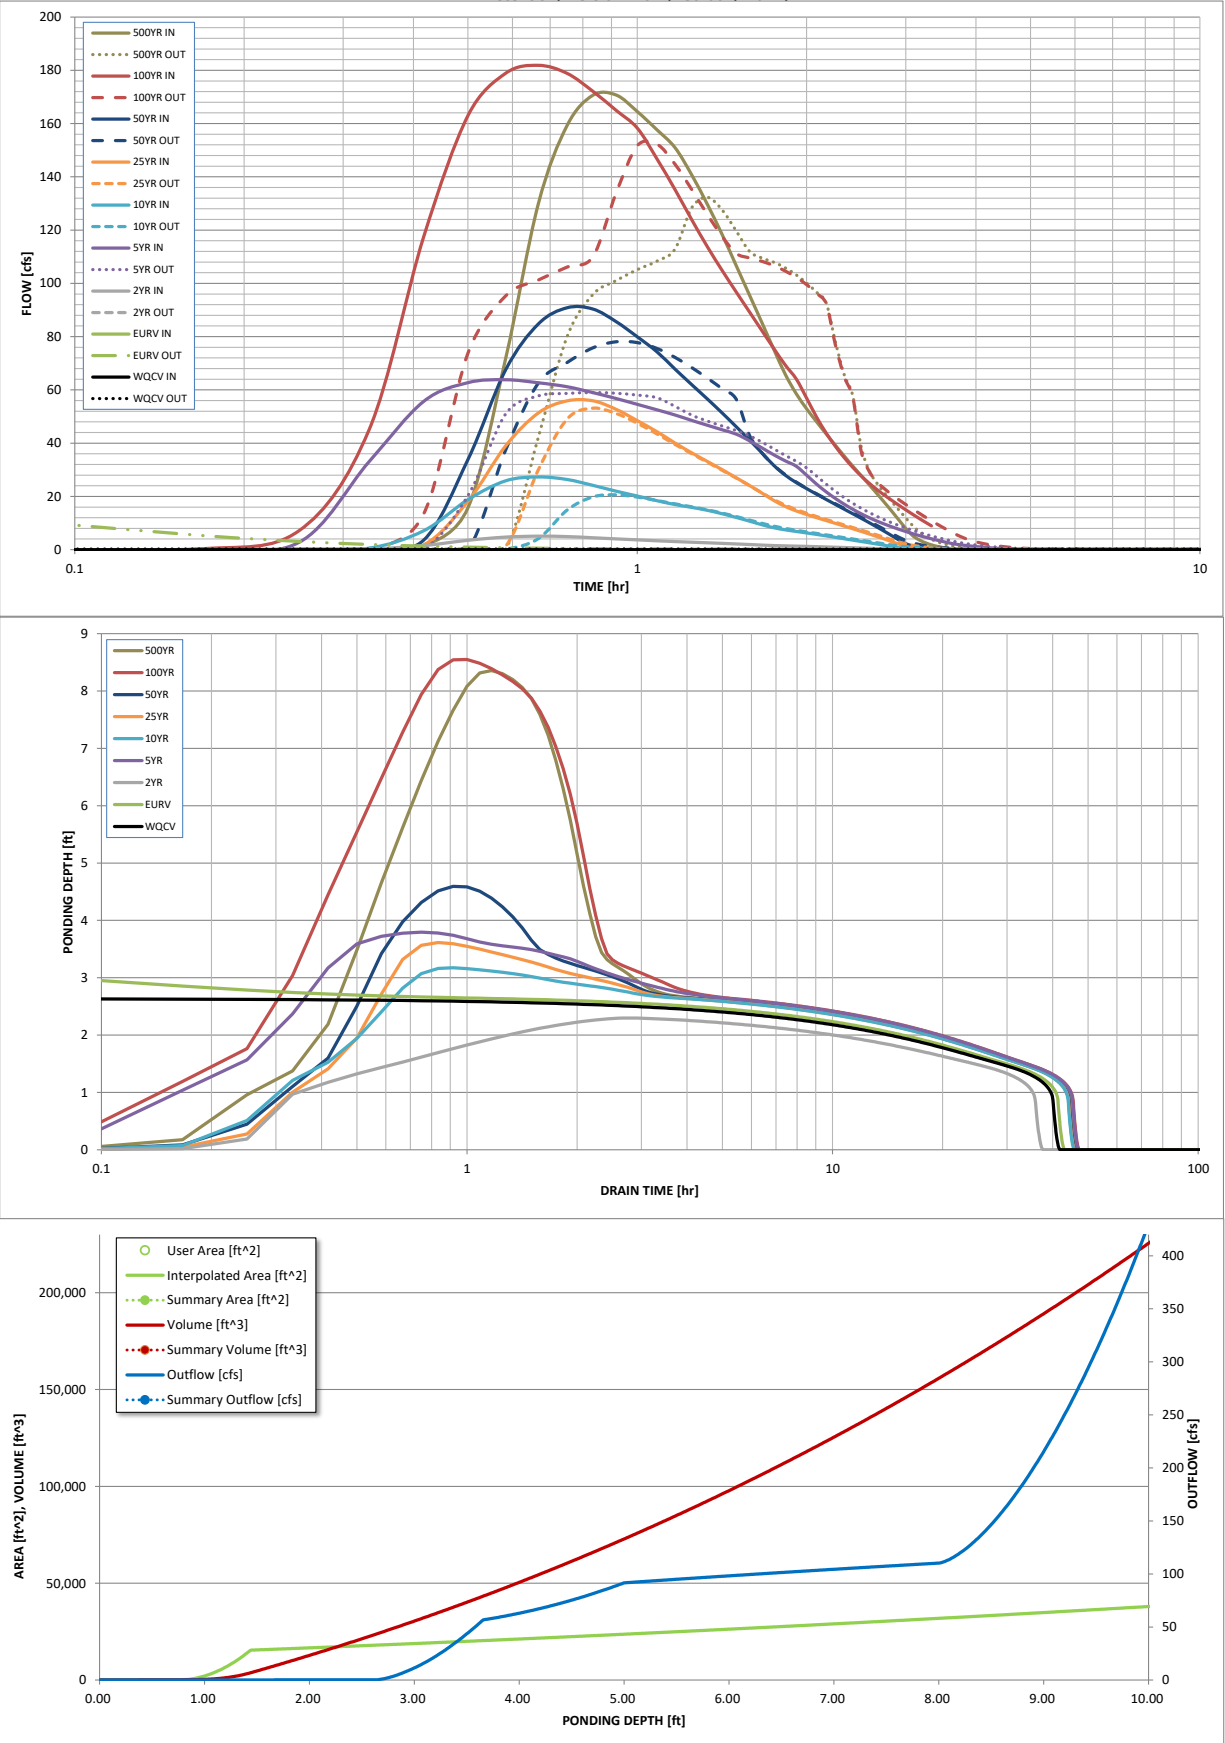 200
180
160
140
120
100
80
60
40
20
0
FLOW [cfs]
500YR IN
500YR OUT
100YR IN
100YR OUT
50YR IN
50YR OUT
25YR IN
25YR OUT
10YR IN
10YR OUT
5YR IN
5YR OUT
2YR IN
2YR OUT
EURV IN
EURV OUT
WQCV IN
WQCV OUT
0.1
1
10
TIME [hr]
9
8
7
6
5
4
3
2
1
0
PONDING DEPTH [ft]
500YR
100YR
50YR
25YR
10YR
5YR
2YR
EURV
WQCV
0.1
1
10
100
DRAIN TIME [hr]
User Area [ft^2]
Interpolated Area [ft^2]
Summary Area [ft^2]
Volume [ft^3]
Summary Volume [ft^3]
Outflow [cfs]
Summary Outflow [cfs]
200,000
150,000
100,000
50,000
0
AREA [ft^2], VOLUME [ft^3]
400
350
300
250
200
150
100
50
0
OUTFLOW [cfs]
0.00
1.00
2.00
3.00
4.00
5.00
6.00
7.00
8.00
9.00
10.00
PONDING DEPTH [ft]